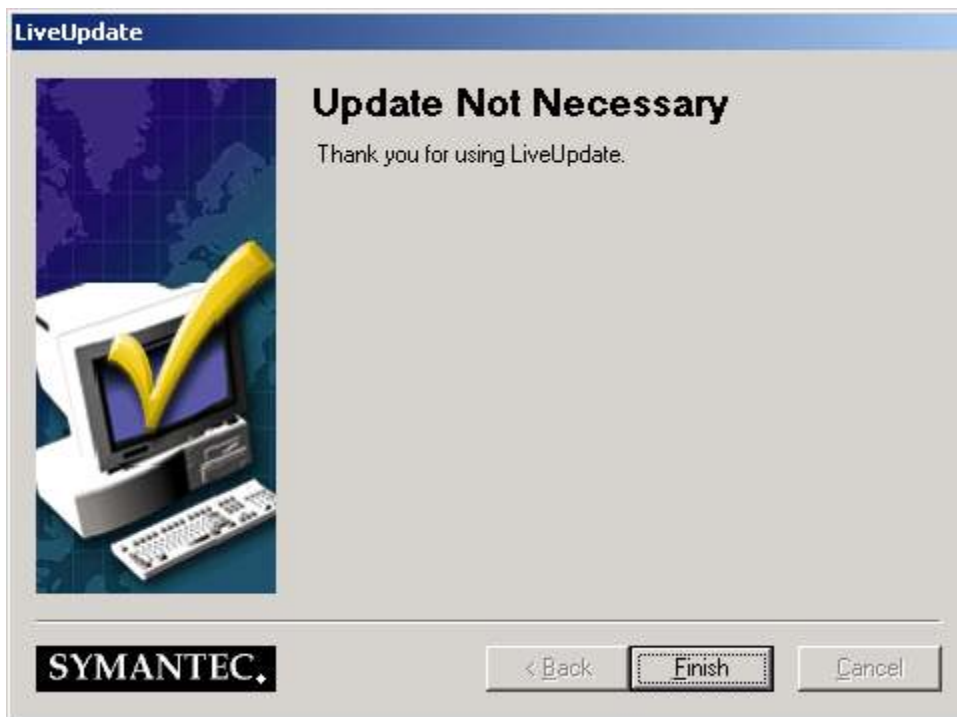 LiveUpdate
Update Not Necessary
Thank you for using LiveUpdate.
SYMANTEC.
< Back
Finish
Cancel